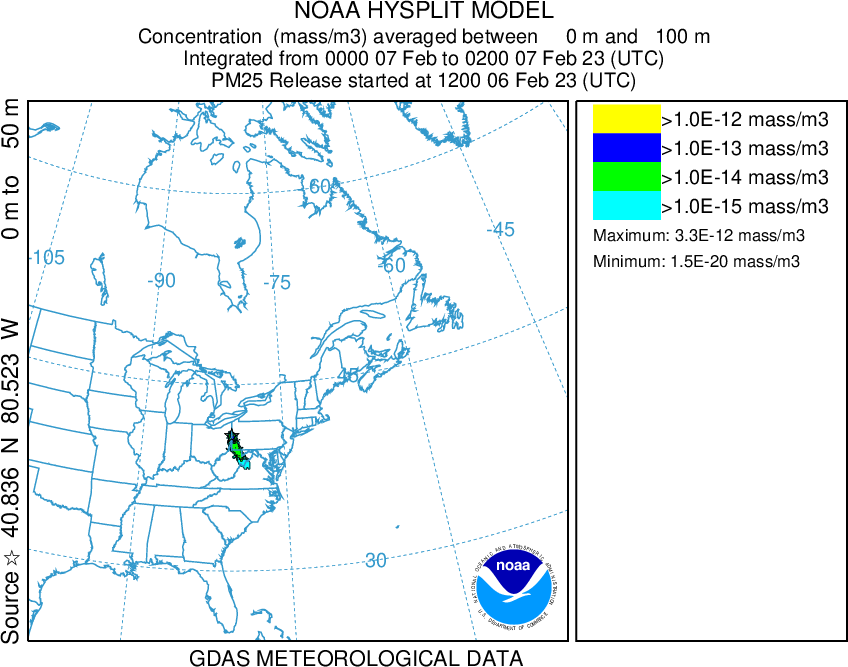 NOAA HYSPLIT MODEL
Concentration (mass/m3) averaged between 0 m and 100 m
Integrated from 0000 07 Feb to 0200 07 Feb 23 (UTC)
PM25 Release started at 1200 06 Feb 23 (UTC)
Source ☆ 40.836 N 80.523 W 0 m to 50 m
>1.0E-12 mass/m3
>1.0E-13 mass/m3
>1.0E-14 mass/m3
>1.0E-15 mass/m3
Maximum: 3.3E-12 mass/m3
Minimum: 1.5E-20 mass/m3
60
-45
-105
-60
-90
-75
45
30
NATIONAL OCEANIC AND ATMOSPHERIC ADMINISTRATION
noaa
U.S. DEPARTMENT OF COMMERCE
GDAS METEOROLOGICAL DATA